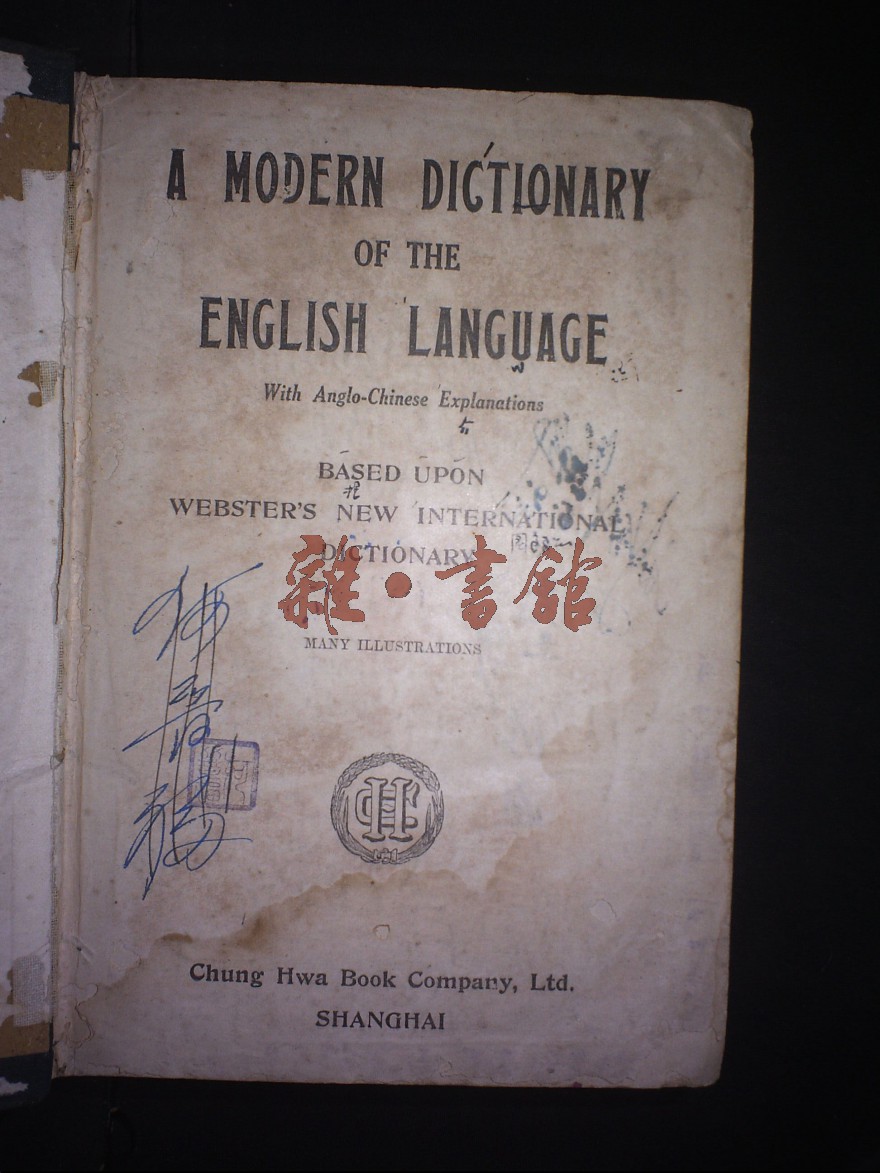 A MODERN DICTIONARY
OF THE
ENGLISH LANGUAGE
With Anglo-Chinese Explanations
BASED UPON
WEBSTER'S NEW INTERNATIONAL
DICTIONARY
雜·書館
MANY ILLUSTRATIONS
Chung Hwa Book Company, Ltd.
SHANGHAI